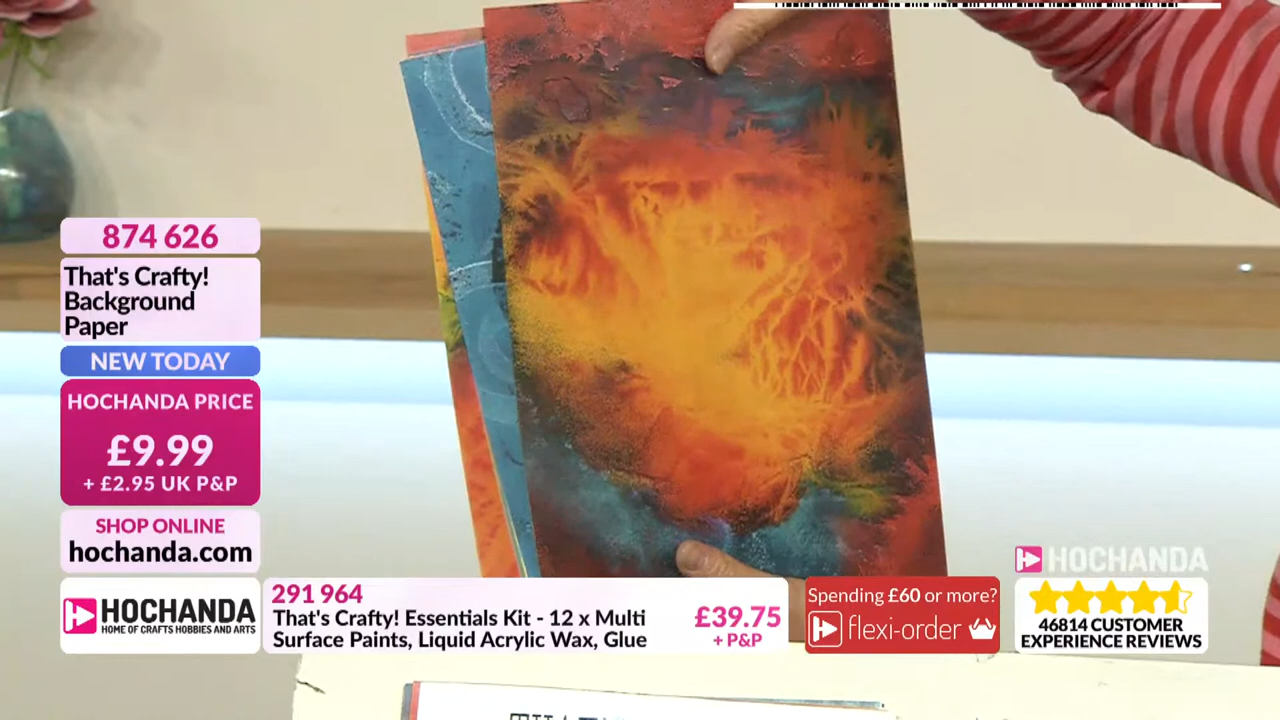 874 626
That's Crafty!
Background
Paper
NEW TODAY
HOCHANDA PRICE
£9.99
+ £2.95 UK P&P
SHOP ONLINE
hochanda.com
HOCHANDA
HOME OF CRAFTS HOBBIES AND ARTS
291 964
That's Crafty! Essentials Kit - 12 x Multi
Surface Paints, Liquid Acrylic Wax, Glue
£39.75
+ P&P
Spending £60 or more?
flexi-order
HOCHANDA
46814 CUSTOMER
EXPERIENCE REVIEWS